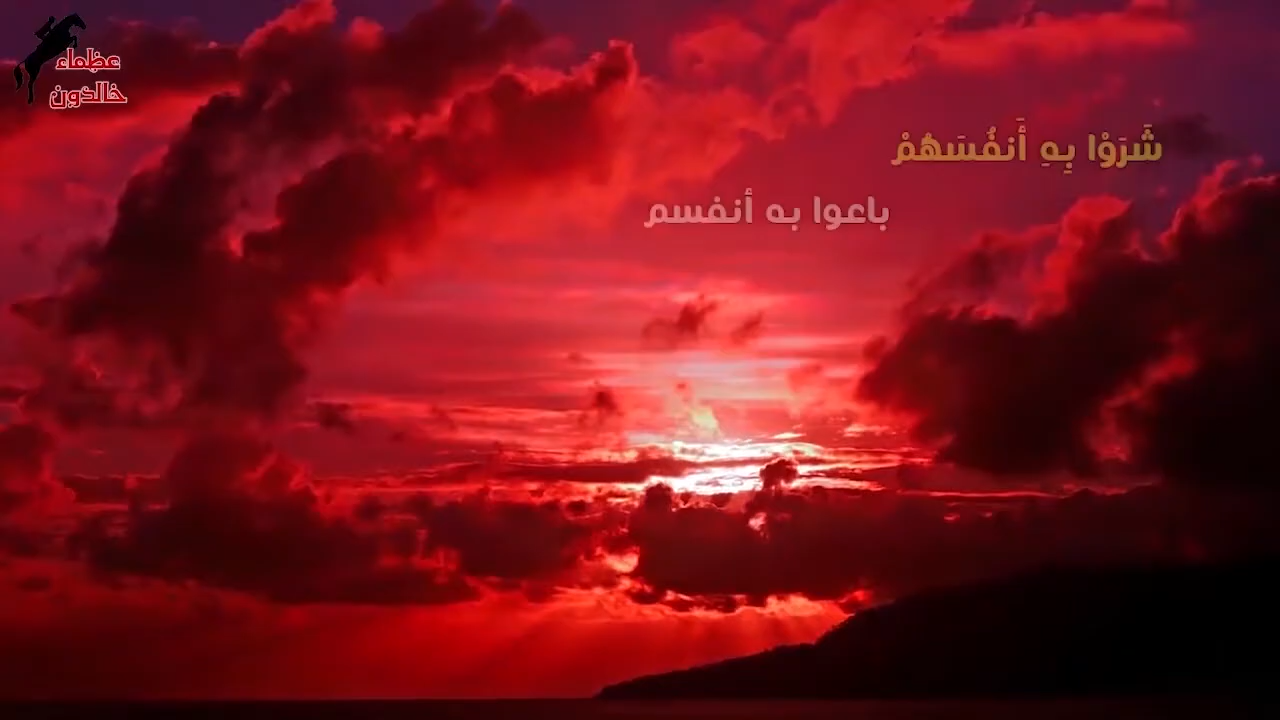 عظماء
خالدون
شَرَوْا بِهِ أَنفُسَهُمْ
باعوا به أنفسم